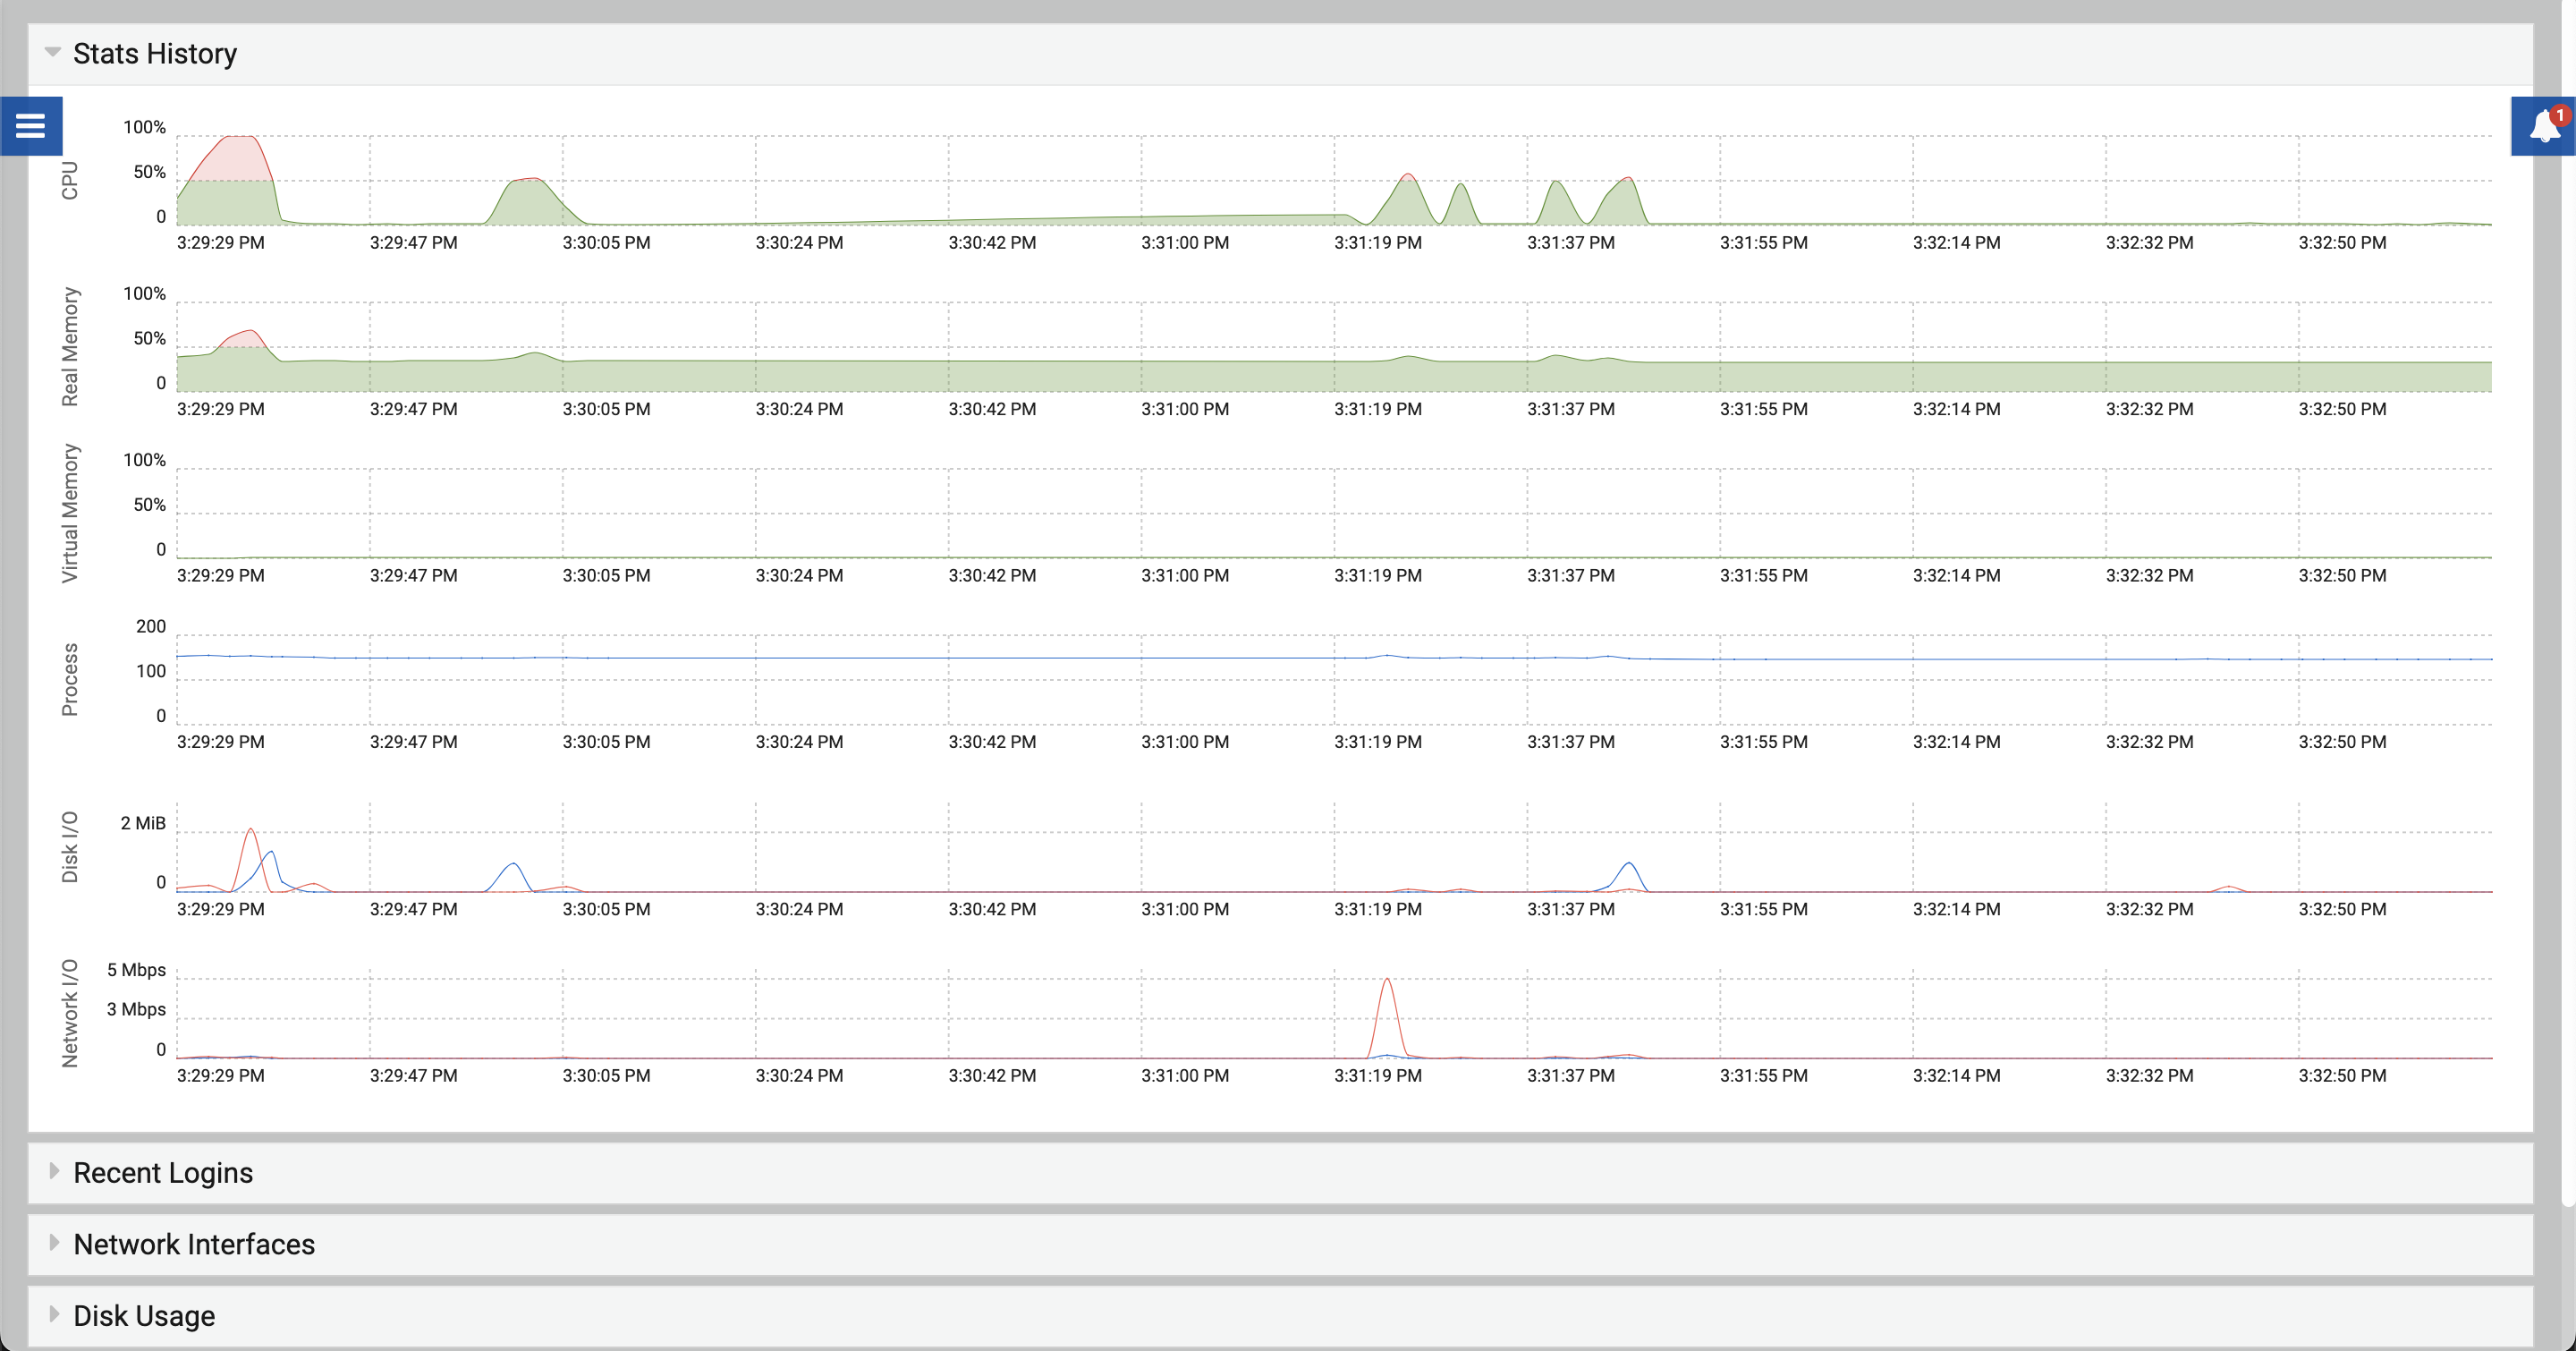 Stats History
1
CPU
100%
50%
0
3:29:29 PM 3:29:47 PM 3:30:05 PM 3:30:24 PM 3:30:42 PM 3:31:00 PM 3:31:19 PM 3:31:37 PM 3:31:55 PM 3:32:14 PM 3:32:32 PM 3:32:50 PM
Real Memory
100%
50%
0
3:29:29 PM 3:29:47 PM 3:30:05 PM 3:30:24 PM 3:30:42 PM 3:31:00 PM 3:31:19 PM 3:31:37 PM 3:31:55 PM 3:32:14 PM 3:32:32 PM 3:32:50 PM
Virtual Memory
100%
50%
0
3:29:29 PM 3:29:47 PM 3:30:05 PM 3:30:24 PM 3:30:42 PM 3:31:00 PM 3:31:19 PM 3:31:37 PM 3:31:55 PM 3:32:14 PM 3:32:32 PM 3:32:50 PM
Process
200
100
0
3:29:29 PM 3:29:47 PM 3:30:05 PM 3:30:24 PM 3:30:42 PM 3:31:00 PM 3:31:19 PM 3:31:37 PM 3:31:55 PM 3:32:14 PM 3:32:32 PM 3:32:50 PM
Disk I/O
2 MiB
0
3:29:29 PM 3:29:47 PM 3:30:05 PM 3:30:24 PM 3:30:42 PM 3:31:00 PM 3:31:19 PM 3:31:37 PM 3:31:55 PM 3:32:14 PM 3:32:32 PM 3:32:50 PM
Network I/O
5 Mbps
3 Mbps
0
3:29:29 PM 3:29:47 PM 3:30:05 PM 3:30:24 PM 3:30:42 PM 3:31:00 PM 3:31:19 PM 3:31:37 PM 3:31:55 PM 3:32:14 PM 3:32:32 PM 3:32:50 PM
Recent Logins
Network Interfaces
Disk Usage